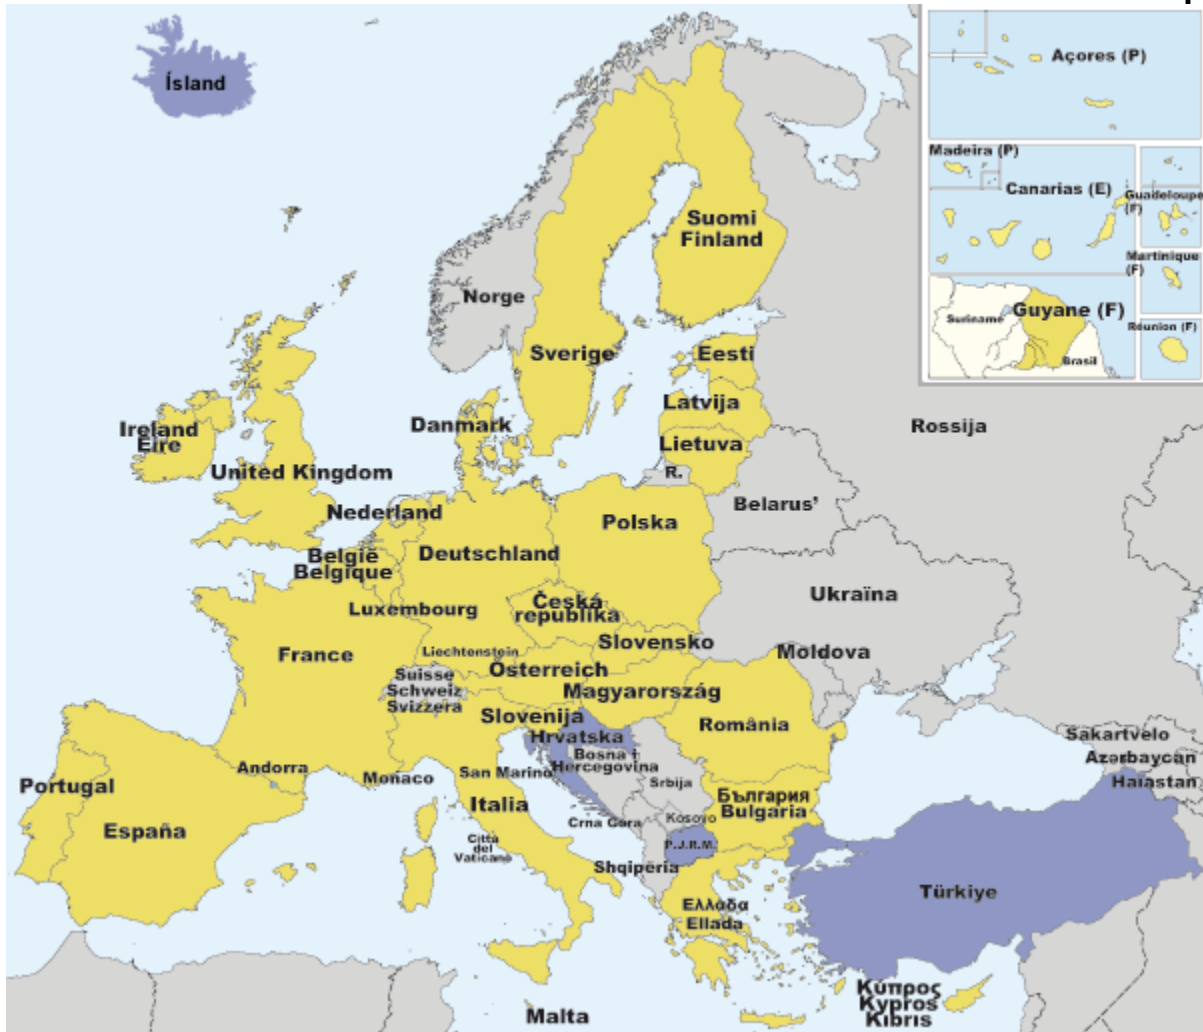 Ísland
Açores (P)
Madeira (P)
Canarias (E)
Guadeloupe
(F)
Martinique
(F)
Suriname
Guyane (F)
Brasil
Réunion (F)
Suomi
Finland
Norge
Sverige
Eesti
Latvija
Lietuva
R.
Rossija
Danmark
Ireland
Éire
United Kingdom
Nederland
België
Belgique
Deutschland
Polska
Belarus'
Luxembourg
Česká
republika
Slovensko
Ukraïna
Moldova
France
Liechtenstein
Österreich
Suisse
Schweiz
Svizzera
Magyarország
Slovenija
România
Hrvatska
Bosna i
Hercegovina
Srbija
Sakartvelo
Azərbaycan
Haiastan
Portugal
España
Andorra
Monaco
San Marino
Italia
Città
del
Vaticano
Crna Gora
Kosovo
P.J.R.M.
България
Bulgaria
Shqipëria
Ελλάδα
Ellada
Türkiye
Malta
Κύπρος
Kypros
Kıbrıs